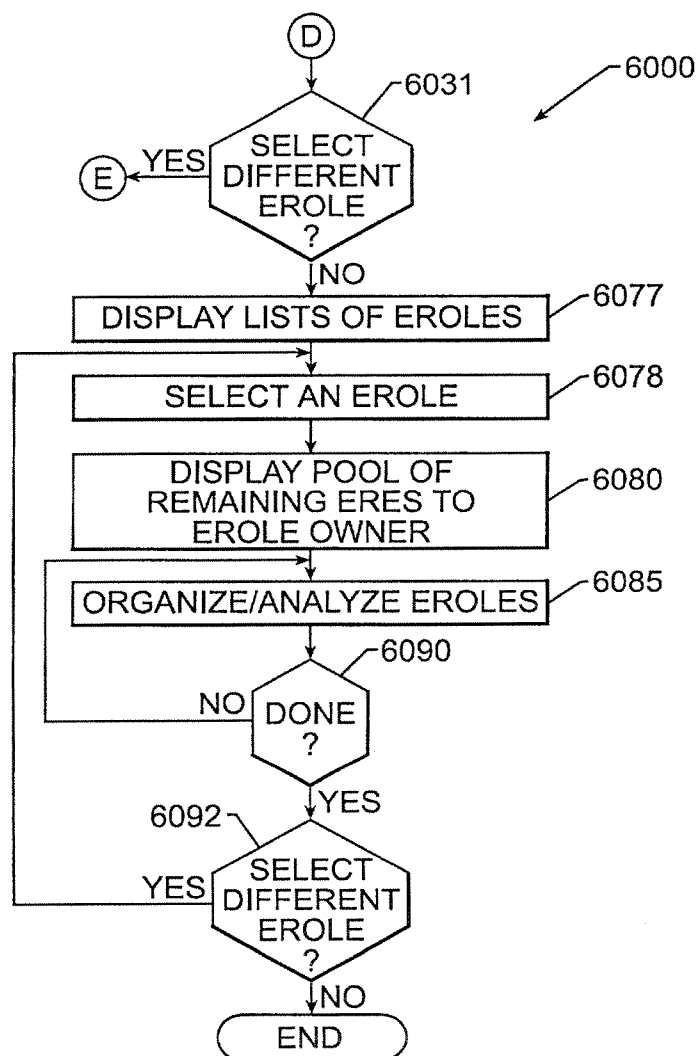 D
6000
6031
SELECT
DIFFERENT
EROLE
?
YES
E
NO
DISPLAY LISTS OF EROLES
6077
SELECT AN EROLE
6078
DISPLAY POOL OF
REMAINING ERES TO
EROLE OWNER
6080
ORGANIZE/ANALYZE EROLES
6085
6090
NO
DONE
?
YES
6092
YES
SELECT
DIFFERENT
EROLE
?
NO
END